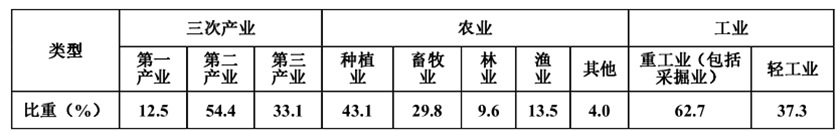 类型 三次产业 农业 工业
第一产业 第二产业 第三产业 种植业 畜牧业 林业 渔业 其他 重工业（包括采掘业） 轻工业
比重（%） 12.5 54.4 33.1 43.1 29.8 9.6 13.5 4.0 62.7 37.3